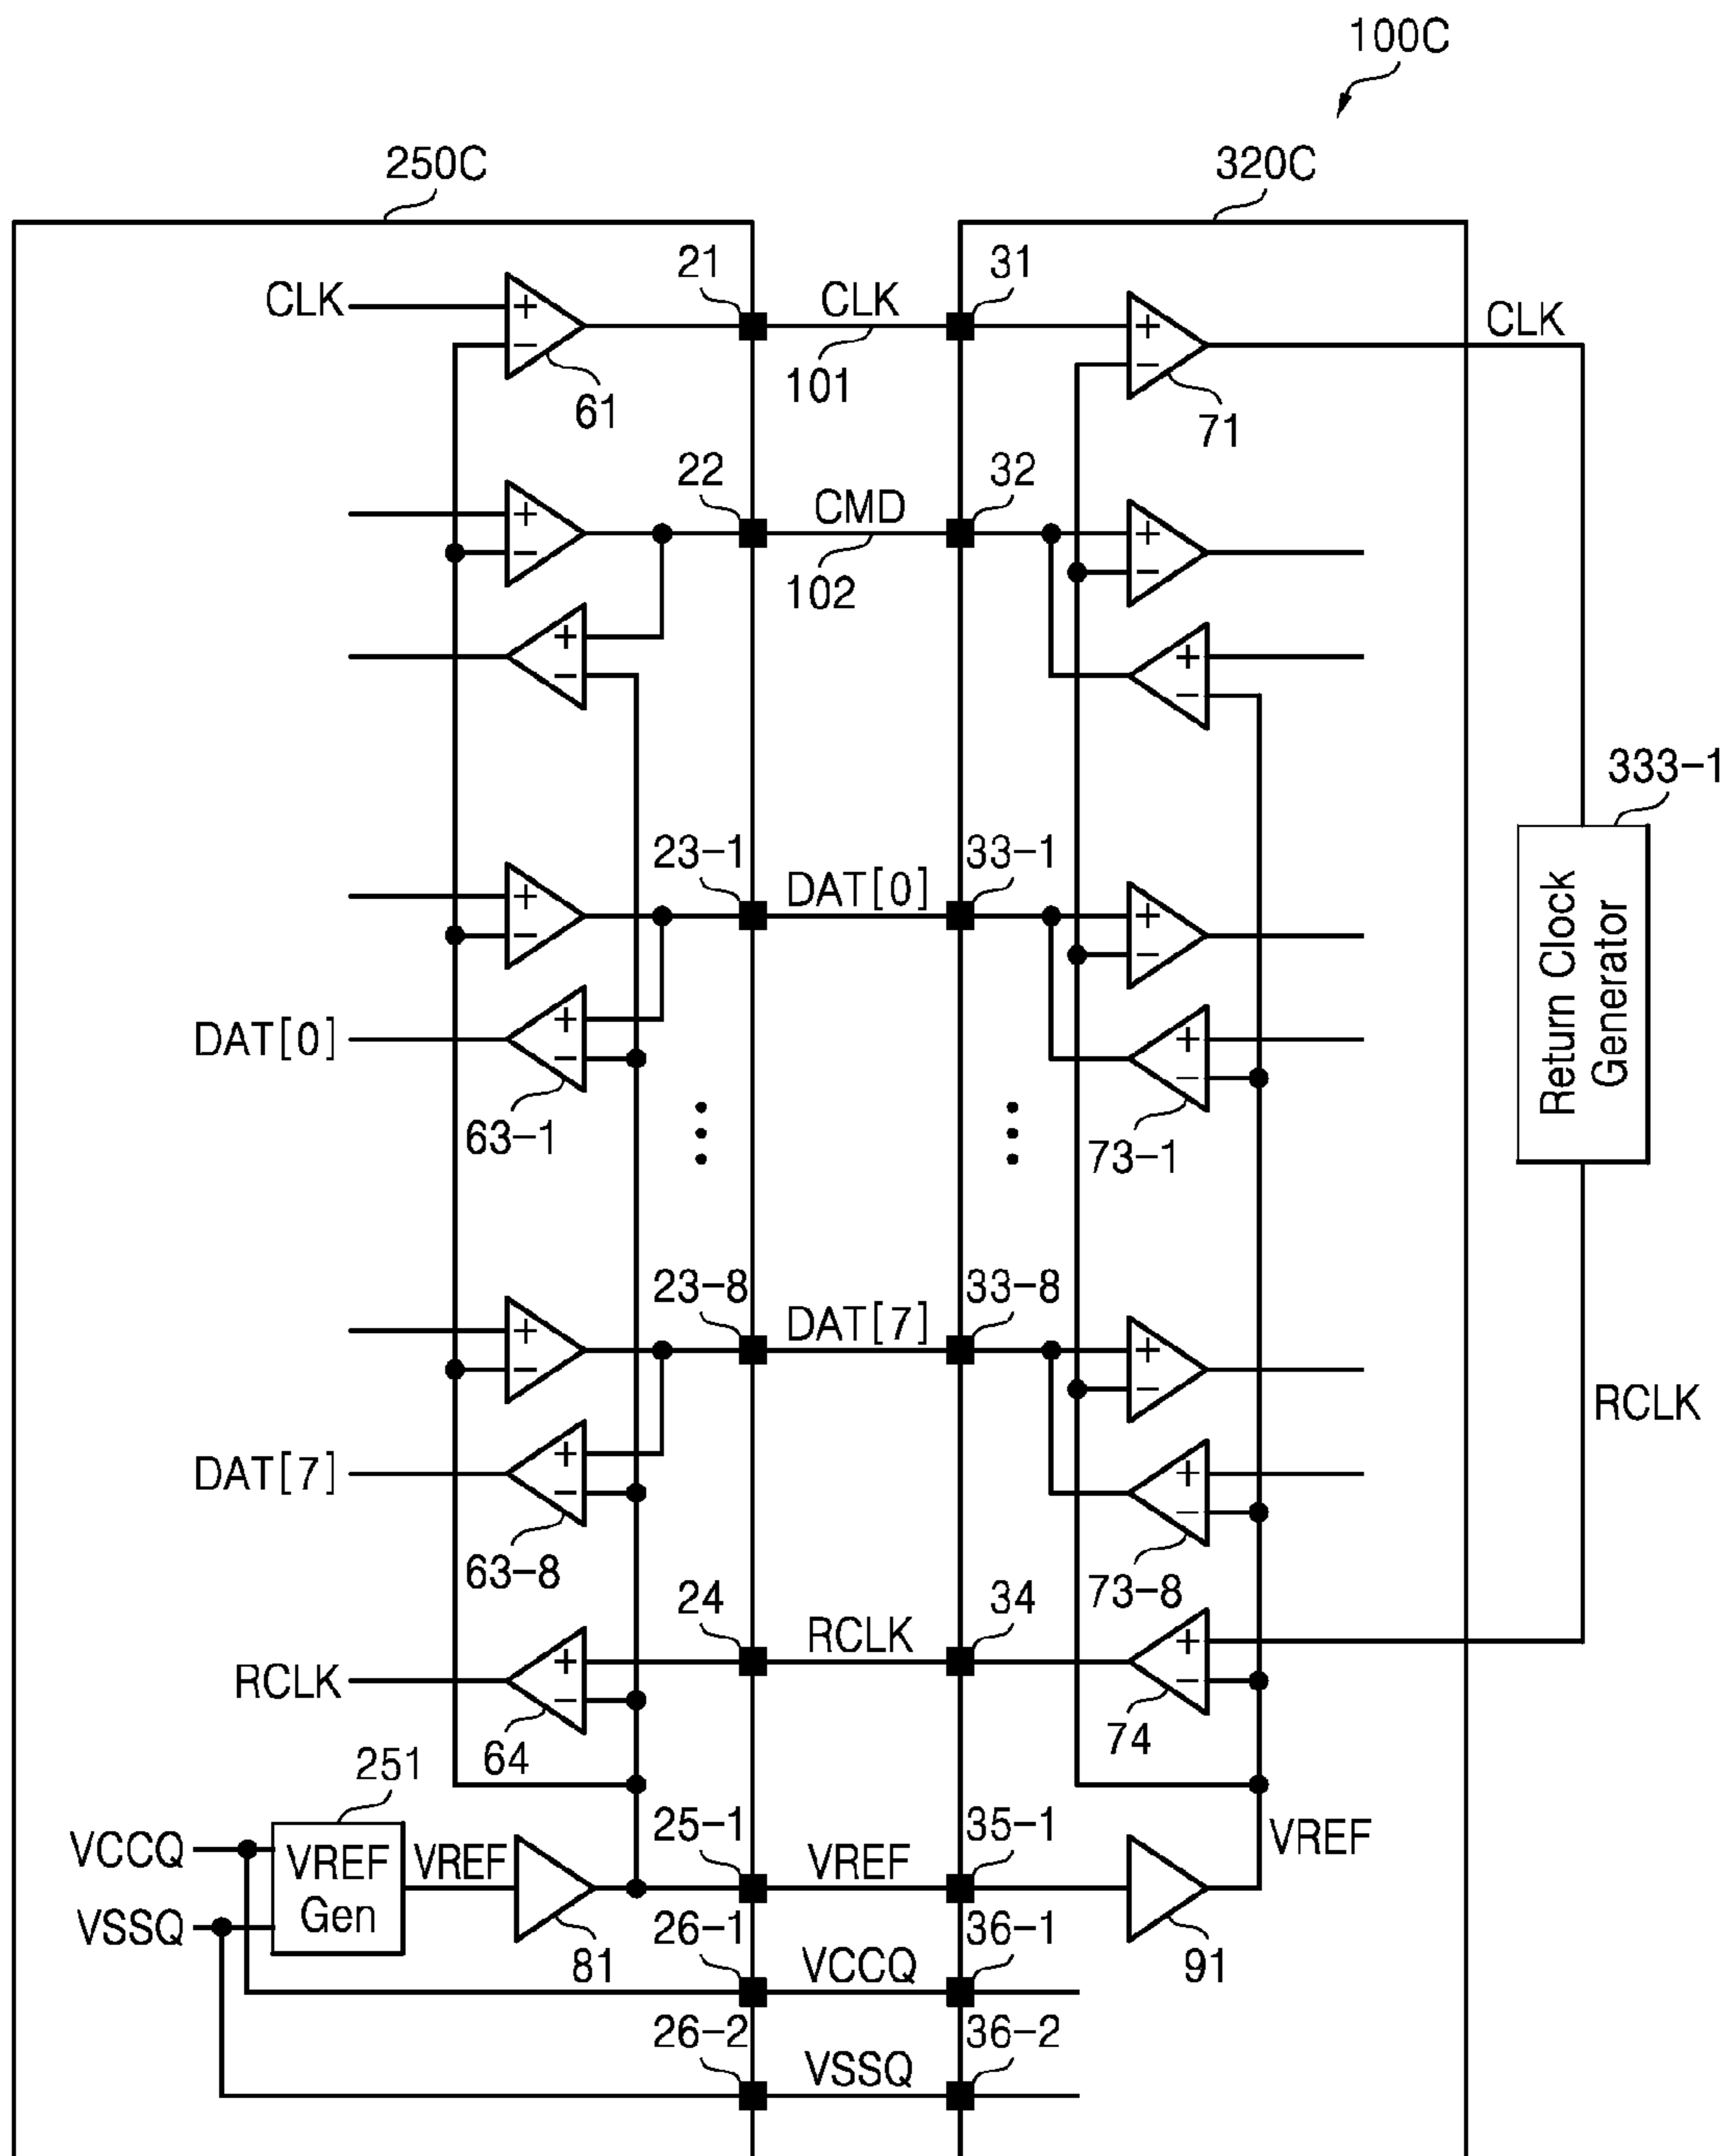 100C
250C
320C
21
31
CLK
CLK
CLK
+
−
+
−
101
61
71
22
32
CMD
+
−
+
−
102
+
−
+
−
333−1
23−1
33−1
DAT[0]
+
−
+
−
Return Clock
Generator
DAT[0]
+
−
+
−
63−1
73−1
23−8
33−8
DAT[7]
+
−
+
−
RCLK
DAT[7]
+
−
+
−
63−8
73−8
24
34
RCLK
+
−
+
−
RCLK
64
74
251
25−1
35−1
VCCQ
VREF
Gen
VREF
VREF
VREF
VSSQ
26−1
36−1
81
91
VCCQ
26−2
36−2
VSSQ